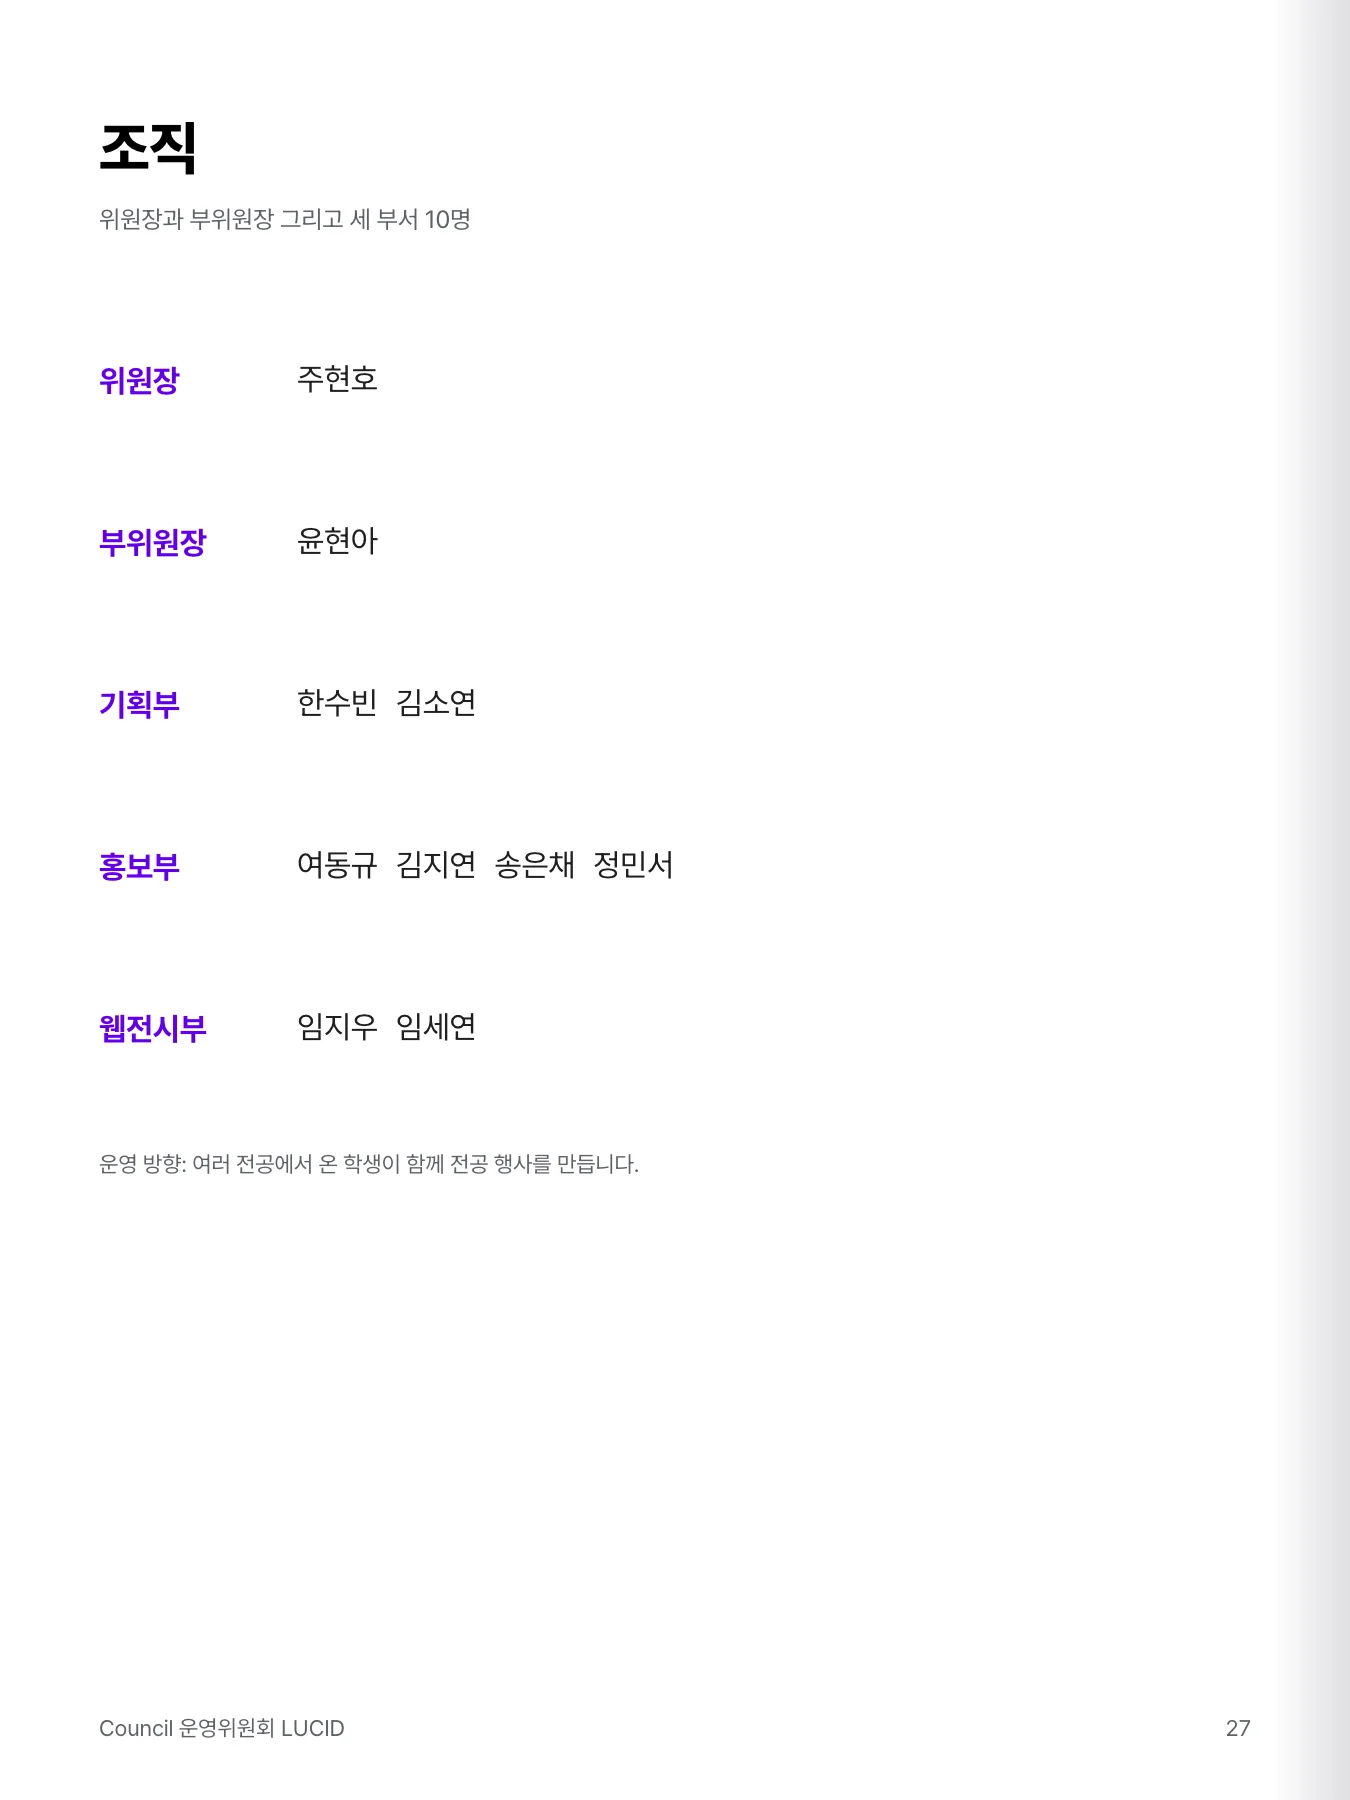 조직
위원장과 부위원장 그리고 세 부서 10명
위원장 주현호
부위원장 윤현아
기획부 한수빈 김소연
홍보부 여동규 김지연 송은채 정민서
웹전시부 임지우 임세연
운영 방향: 여러 전공에서 온 학생이 함께 전공 행사를 만듭니다.
Council 운영위원회 LUCID 27